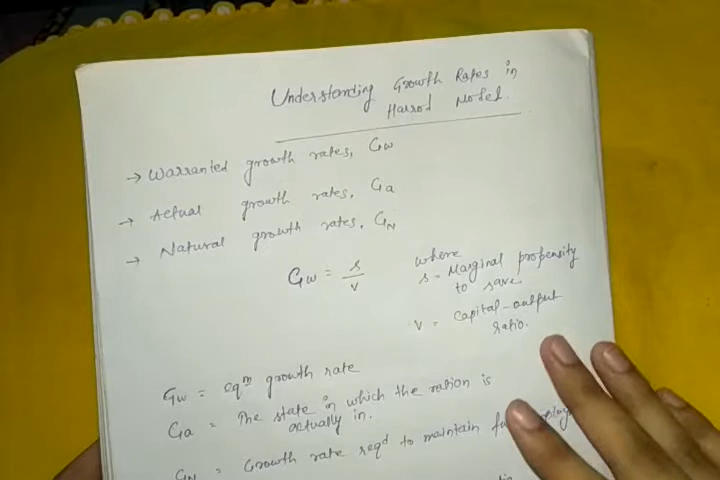 Understanding Growth Rates in
Harrod Model.
→ Warranted growth rates, Gw
→ Actual growth rates, Ga
→ Natural growth rates, GN
Gw = s/v
where
s = Marginal propensity
to save
v = capital-output
ratio.
Gw = eqm growth rate
Ga = The state in which the nation is
actually in.
GN = Growth rate reqd to maintain